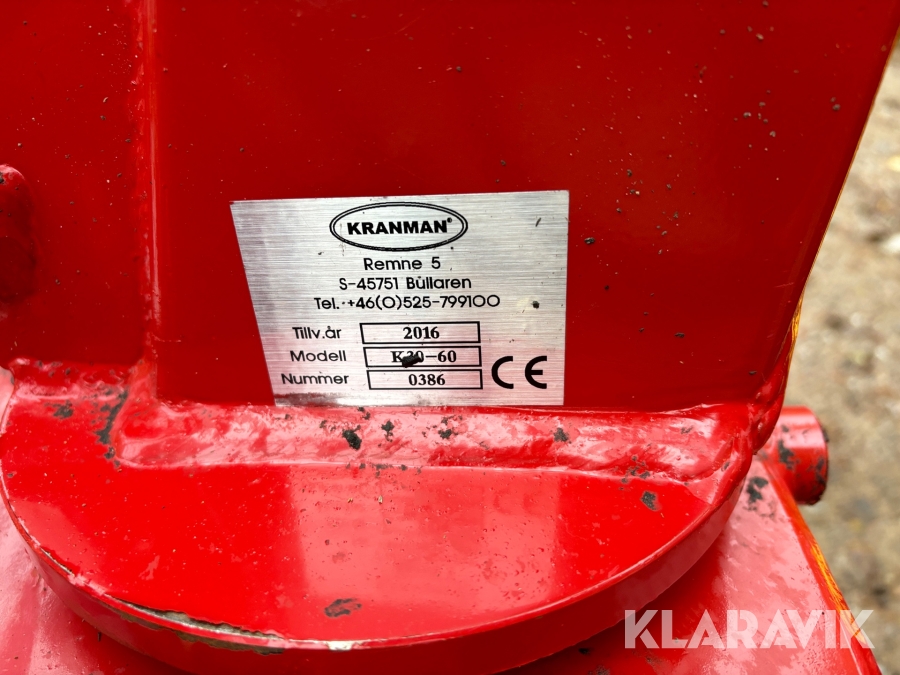 KRANMAN®
Remne 5
S-45751 Bullaren
Tel. +46(0)525-799100
Tillv.år 2016
Modell
Nummer 0386
CE
KLARAVIK